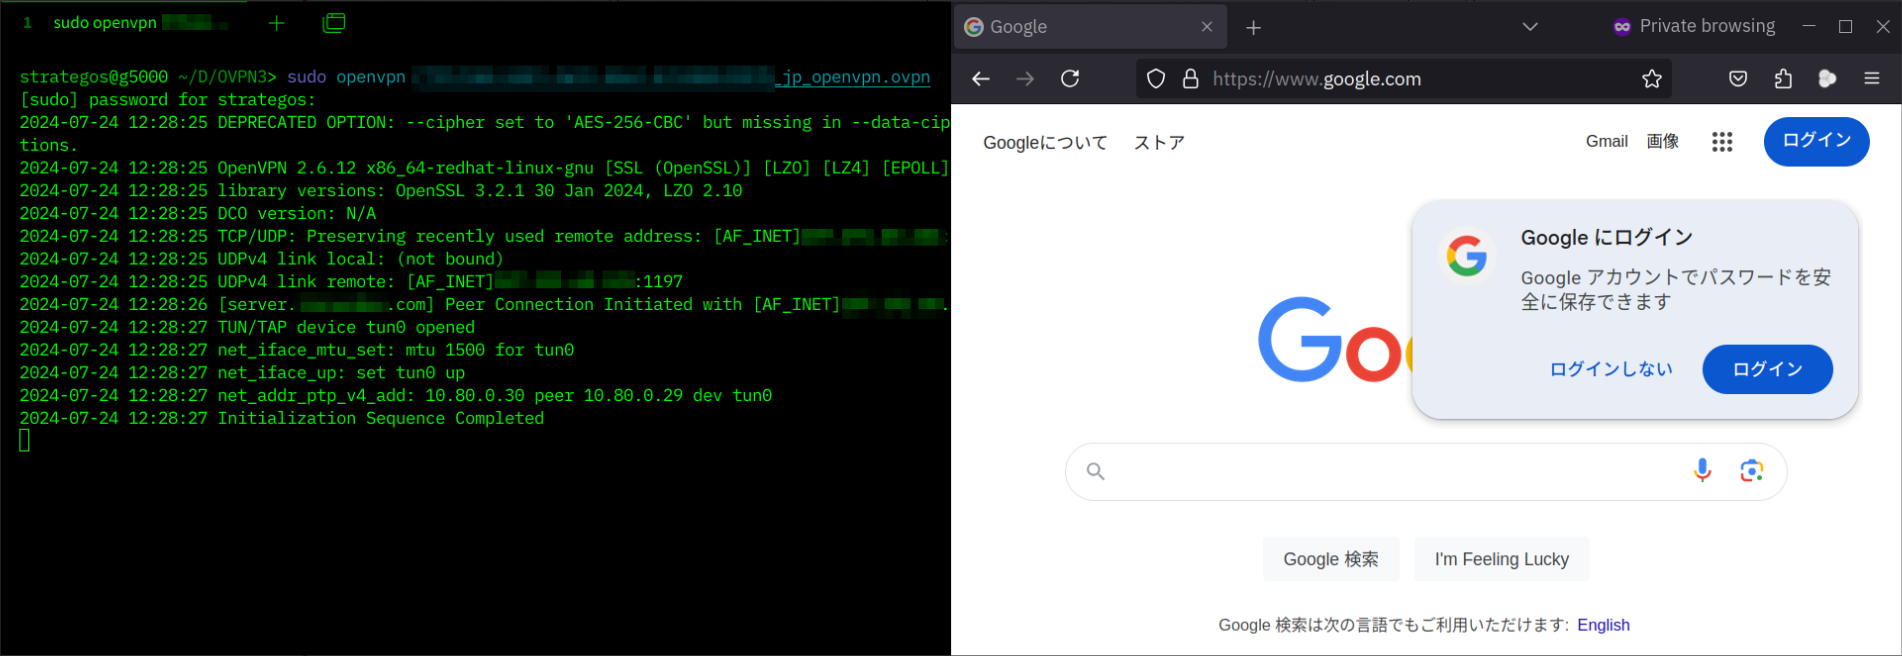 1 sudo openvpn
strategos@g5000 ~/D/OVPN3> sudo openvpn _jp_openvpn.ovpn
[sudo] password for strategos:
2024-07-24 12:28:25 DEPRECATED OPTION: --cipher set to 'AES-256-CBC' but missing in --data-cip
tions.
2024-07-24 12:28:25 OpenVPN 2.6.12 x86_64-redhat-linux-gnu [SSL (OpenSSL)] [LZO] [LZ4] [EPOLL]
2024-07-24 12:28:25 library versions: OpenSSL 3.2.1 30 Jan 2024, LZO 2.10
2024-07-24 12:28:25 DCO version: N/A
2024-07-24 12:28:25 TCP/UDP: Preserving recently used remote address: [AF_INET]
2024-07-24 12:28:25 UDPv4 link local: (not bound)
2024-07-24 12:28:25 UDPv4 link remote: [AF_INET] :1197
2024-07-24 12:28:26 [server. .com] Peer Connection Initiated with [AF_INET]
2024-07-24 12:28:27 TUN/TAP device tun0 opened
2024-07-24 12:28:27 net_iface_mtu_set: mtu 1500 for tun0
2024-07-24 12:28:27 net_iface_up: set tun0 up
2024-07-24 12:28:27 net_addr_ptp_v4_add: 10.80.0.30 peer 10.80.0.29 dev tun0
2024-07-24 12:28:27 Initialization Sequence Completed
Google
Private browsing
https://www.google.com
Googleについて ストア
Gmail 画像 ログイン
Google にログイン
Google アカウントでパスワードを安
全に保存できます
ログインしない ログイン
Goo
Google 検索 I'm Feeling Lucky
Google 検索は次の言語でもご利用いただけます: English